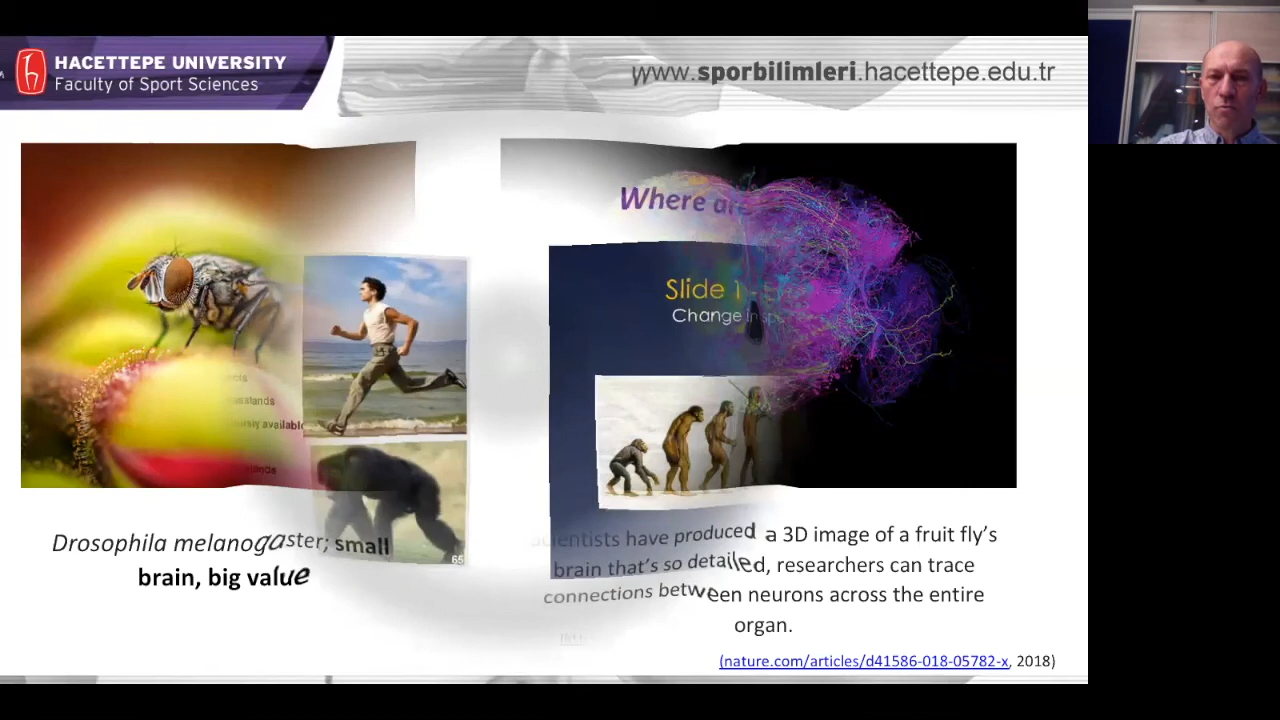 HACETTEPE UNIVERSITY
Faculty of Sport Sciences
www.sporbilimleri.hacettepe.edu.tr
Where
Slide 1
Change in
65
Drosophila melanogaster; small
brain, big value
scientists have produced a 3D image of a fruit fly’s
brain that’s so detailed, researchers can trace
connections between neurons across the entire
organ.
(nature.com/articles/d41586-018-05782-x, 2018)